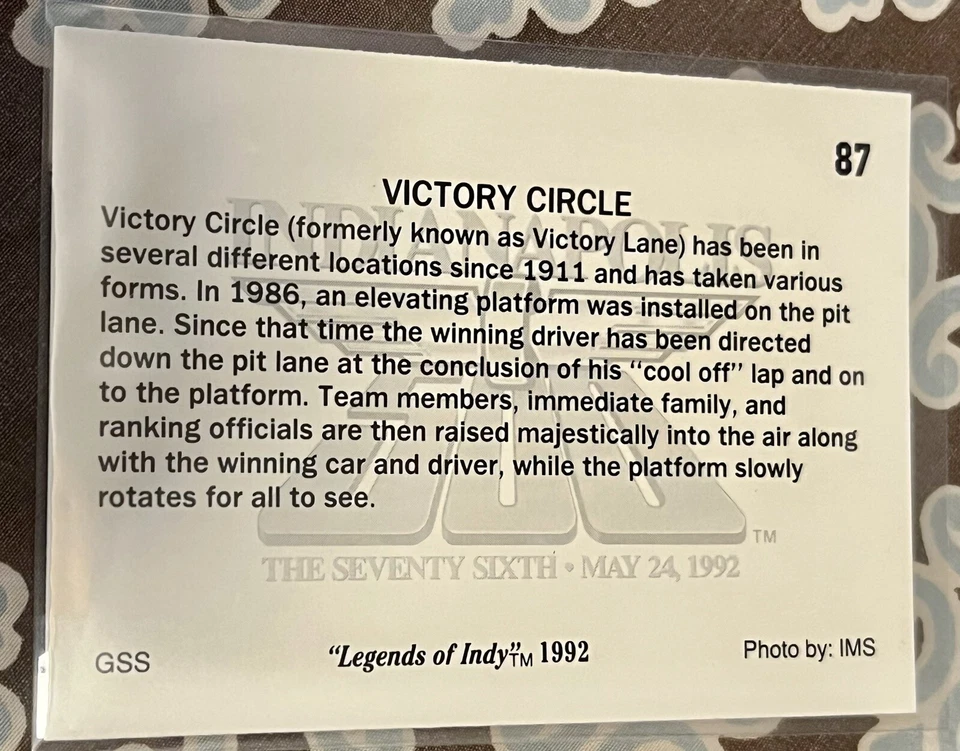 87
VICTORY CIRCLE
Victory Circle (formerly known as Victory Lane) has been in
several different locations since 1911 and has taken various
forms. In 1986, an elevating platform was installed on the pit
lane. Since that time the winning driver has been directed
down the pit lane at the conclusion of his “cool off” lap and on
to the platform. Team members, immediate family, and
ranking officials are then raised majestically into the air along
with the winning car and driver, while the platform slowly
rotates for all to see.
INDIANAPOLIS
500
TM
THE SEVENTY SIXTH • MAY 24, 1992
GSS
“Legends of Indy”TM 1992
Photo by: IMS